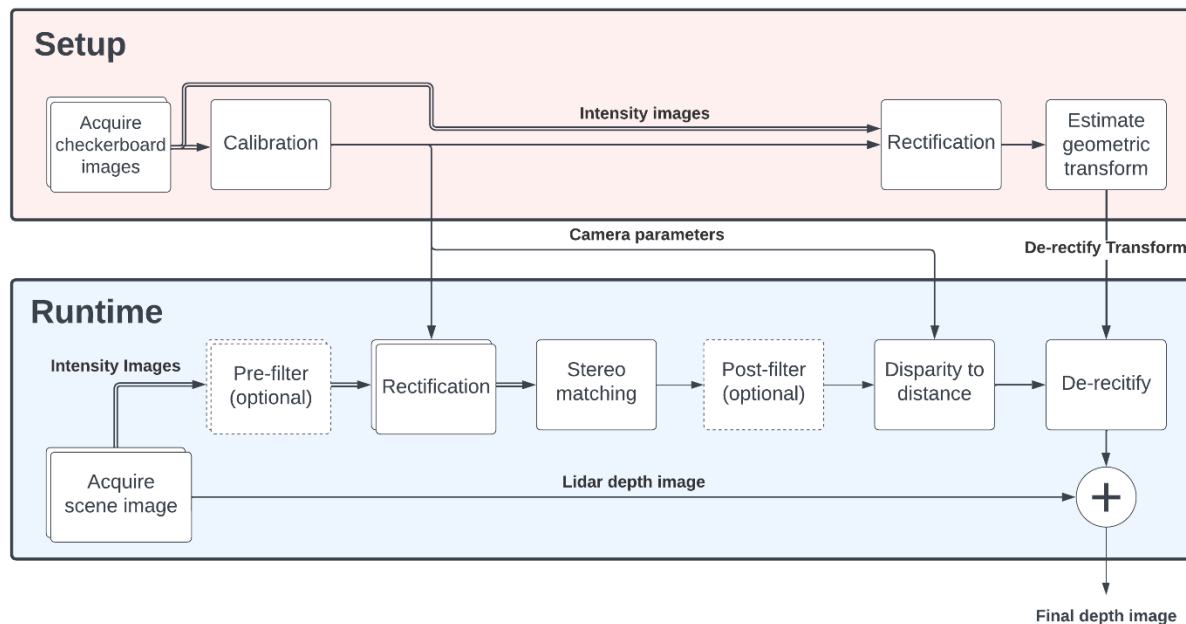 Setup
Acquire
checkerboard
images
Calibration
Intensity images
Rectification
Estimate
geometric
transform
Camera parameters
De-rectify Transform
Runtime
Intensity Images
Pre-filter
(optional)
Rectification
Stereo
matching
Post-filter
(optional)
Disparity to
distance
De-recitify
Acquire
scene image
Lidar depth image
+
Final depth image